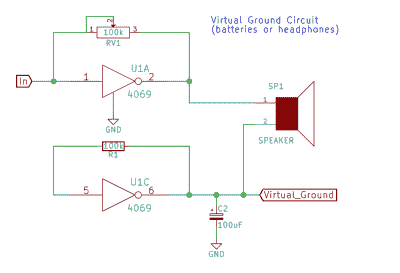 Virtual Ground Circuit
(batteries or headphones)
2
1 100k 3
RV1
In
1 U1A 2
4069
GND
SP1
1
2
SPEAKER
100k
R1
5 U1C 6
4069
Virtual_Ground
C2
100uF
GND